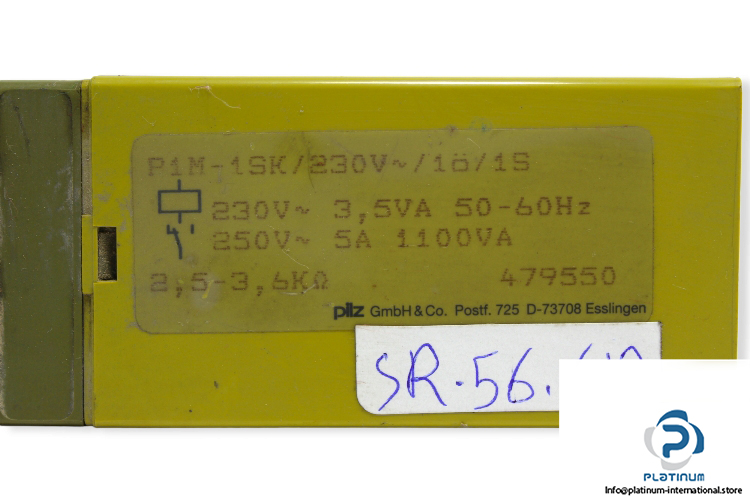 P1M-1SK/230V~/1ö/1S
230V~ 3,5VA 50-60Hz
250V~ 5A 1100VA
2,5-3,6KΩ 479550
pilz GmbH & Co. Postf. 725 D-73708 Esslingen
SR.56.
PLATINUM
Info@platinum-international.store